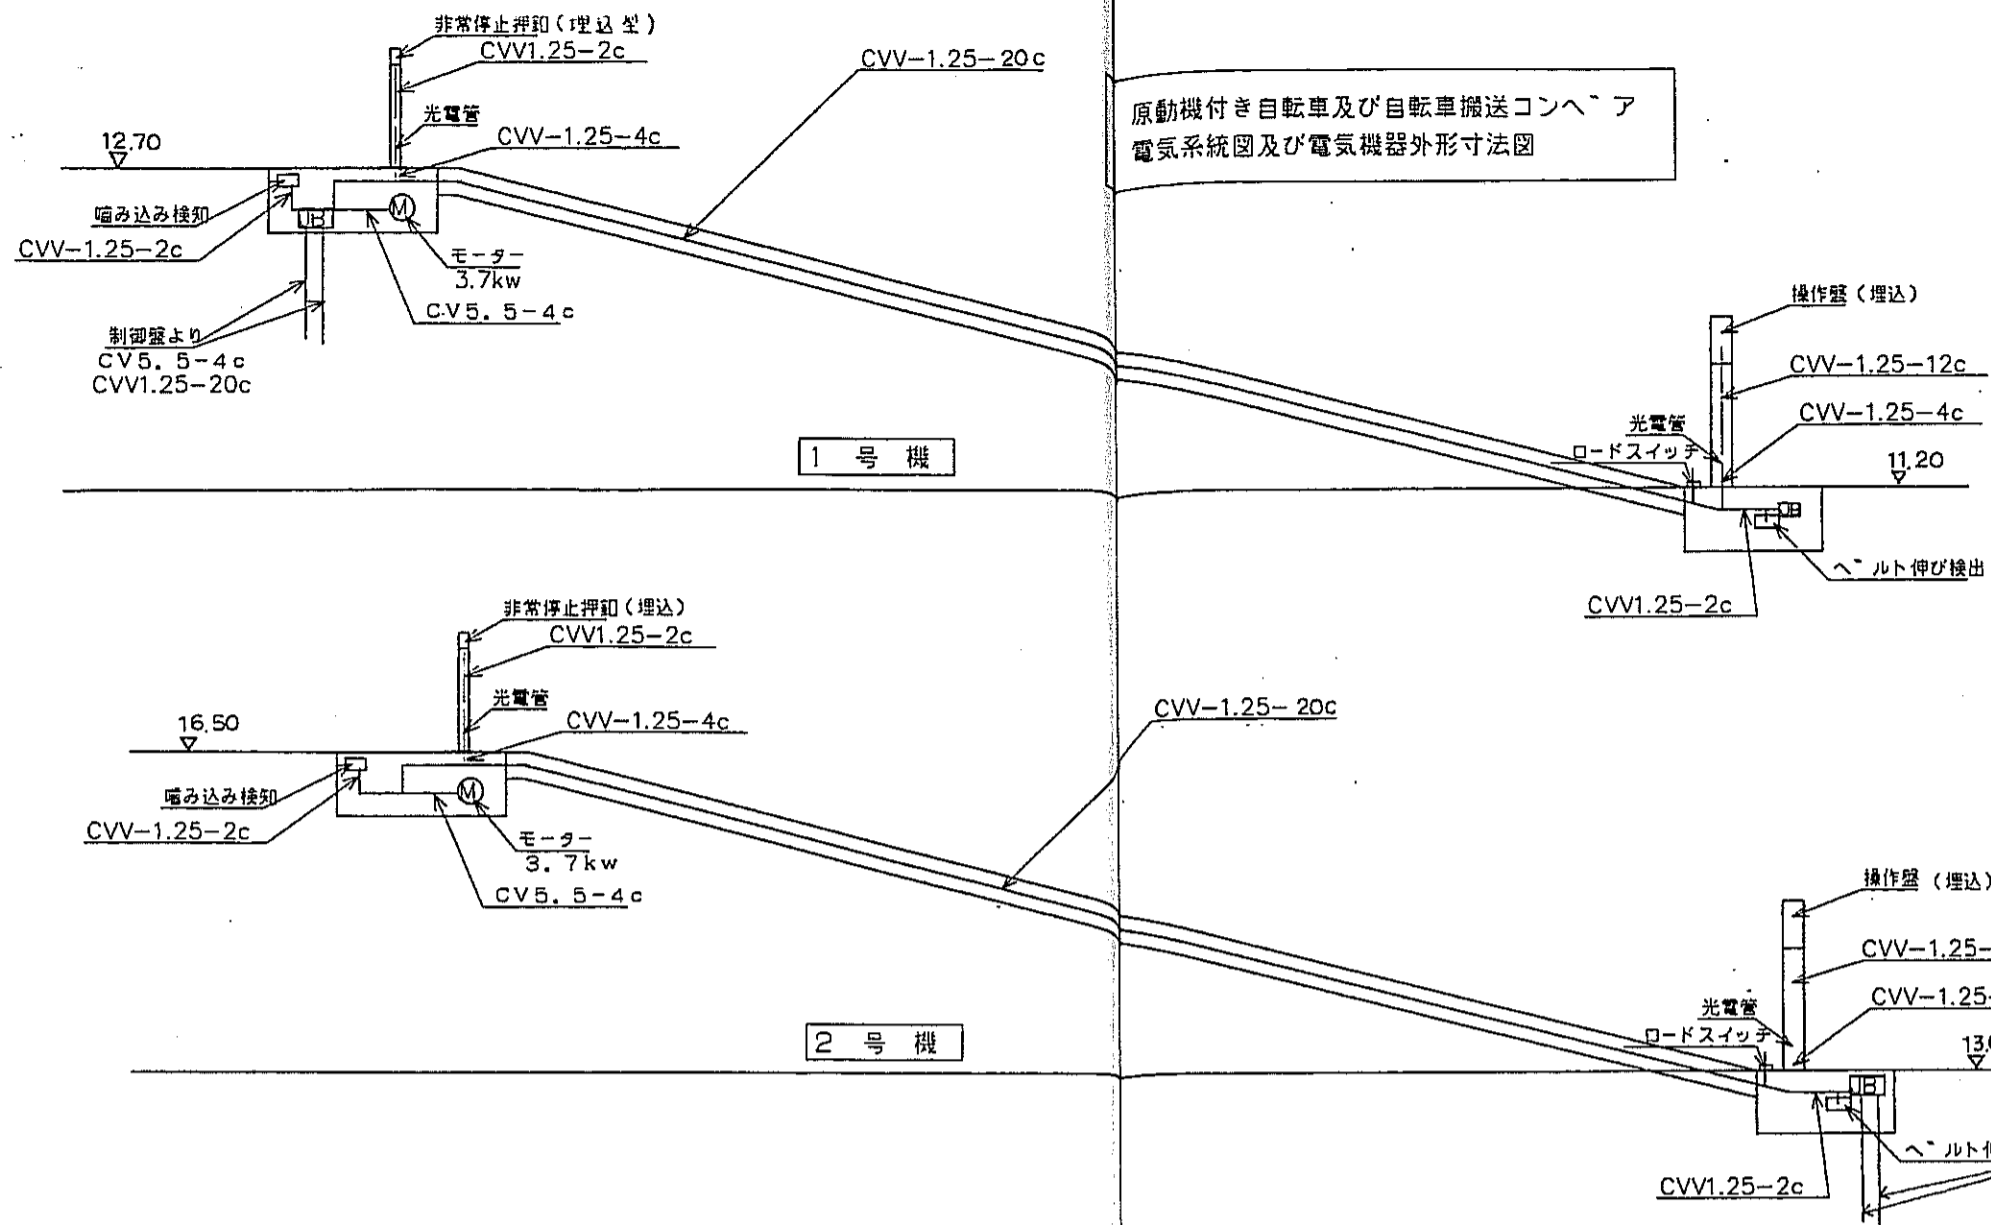 非常停止押釦(埋込型)
CVV1.25-2c
CVV-1.25-20c
光電管
CVV-1.25-4c
12.70
噛み込み検知
CVV-1.25-2c
JB
M
モーター
3.7kw
CV5.5-4c
制御盤より
CV5.5-4c
CVV1.25-20c
原動機付き自転車及び自転車搬送コンベア
電気系統図及び電気機器外形寸法図
1号機
操作盤(埋込)
CVV-1.25-12c
CVV-1.25-4c
光電管
ロードスイッチ
11.20
JB
ベルト伸び検出
CVV1.25-2c
非常停止押釦(埋込)
CVV1.25-2c
光電管
CVV-1.25-4c
16.50
噛み込み検知
CVV-1.25-2c
M
モーター
3.7kw
CV5.5-4c
CVV-1.25-20c
2号機
操作盤(埋込)
CVV-1.25-
CVV-1.25-
光電管
ロードスイッチ
13.
JB
ベルト
CVV1.25-2c